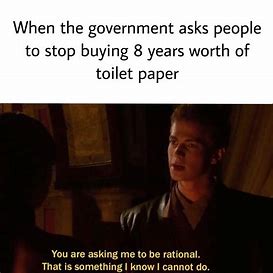 When the government asks people
to stop buying 8 years worth of
toilet paper
You are asking me to be rational.
That is something I know I cannot do.